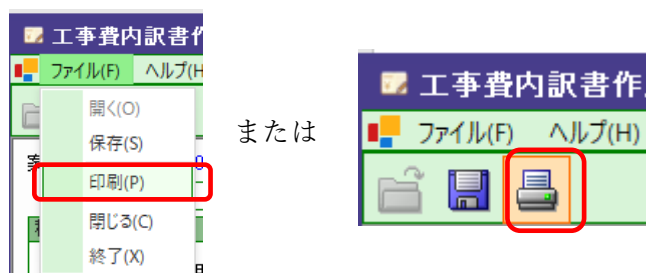 工事費内訳書作
ファイル(F) ヘルプ(H
開く(O)
保存(S)
印刷(P)
閉じる(C)
終了(X)
または
工事費内訳書作
ファイル(F) ヘルプ(H)